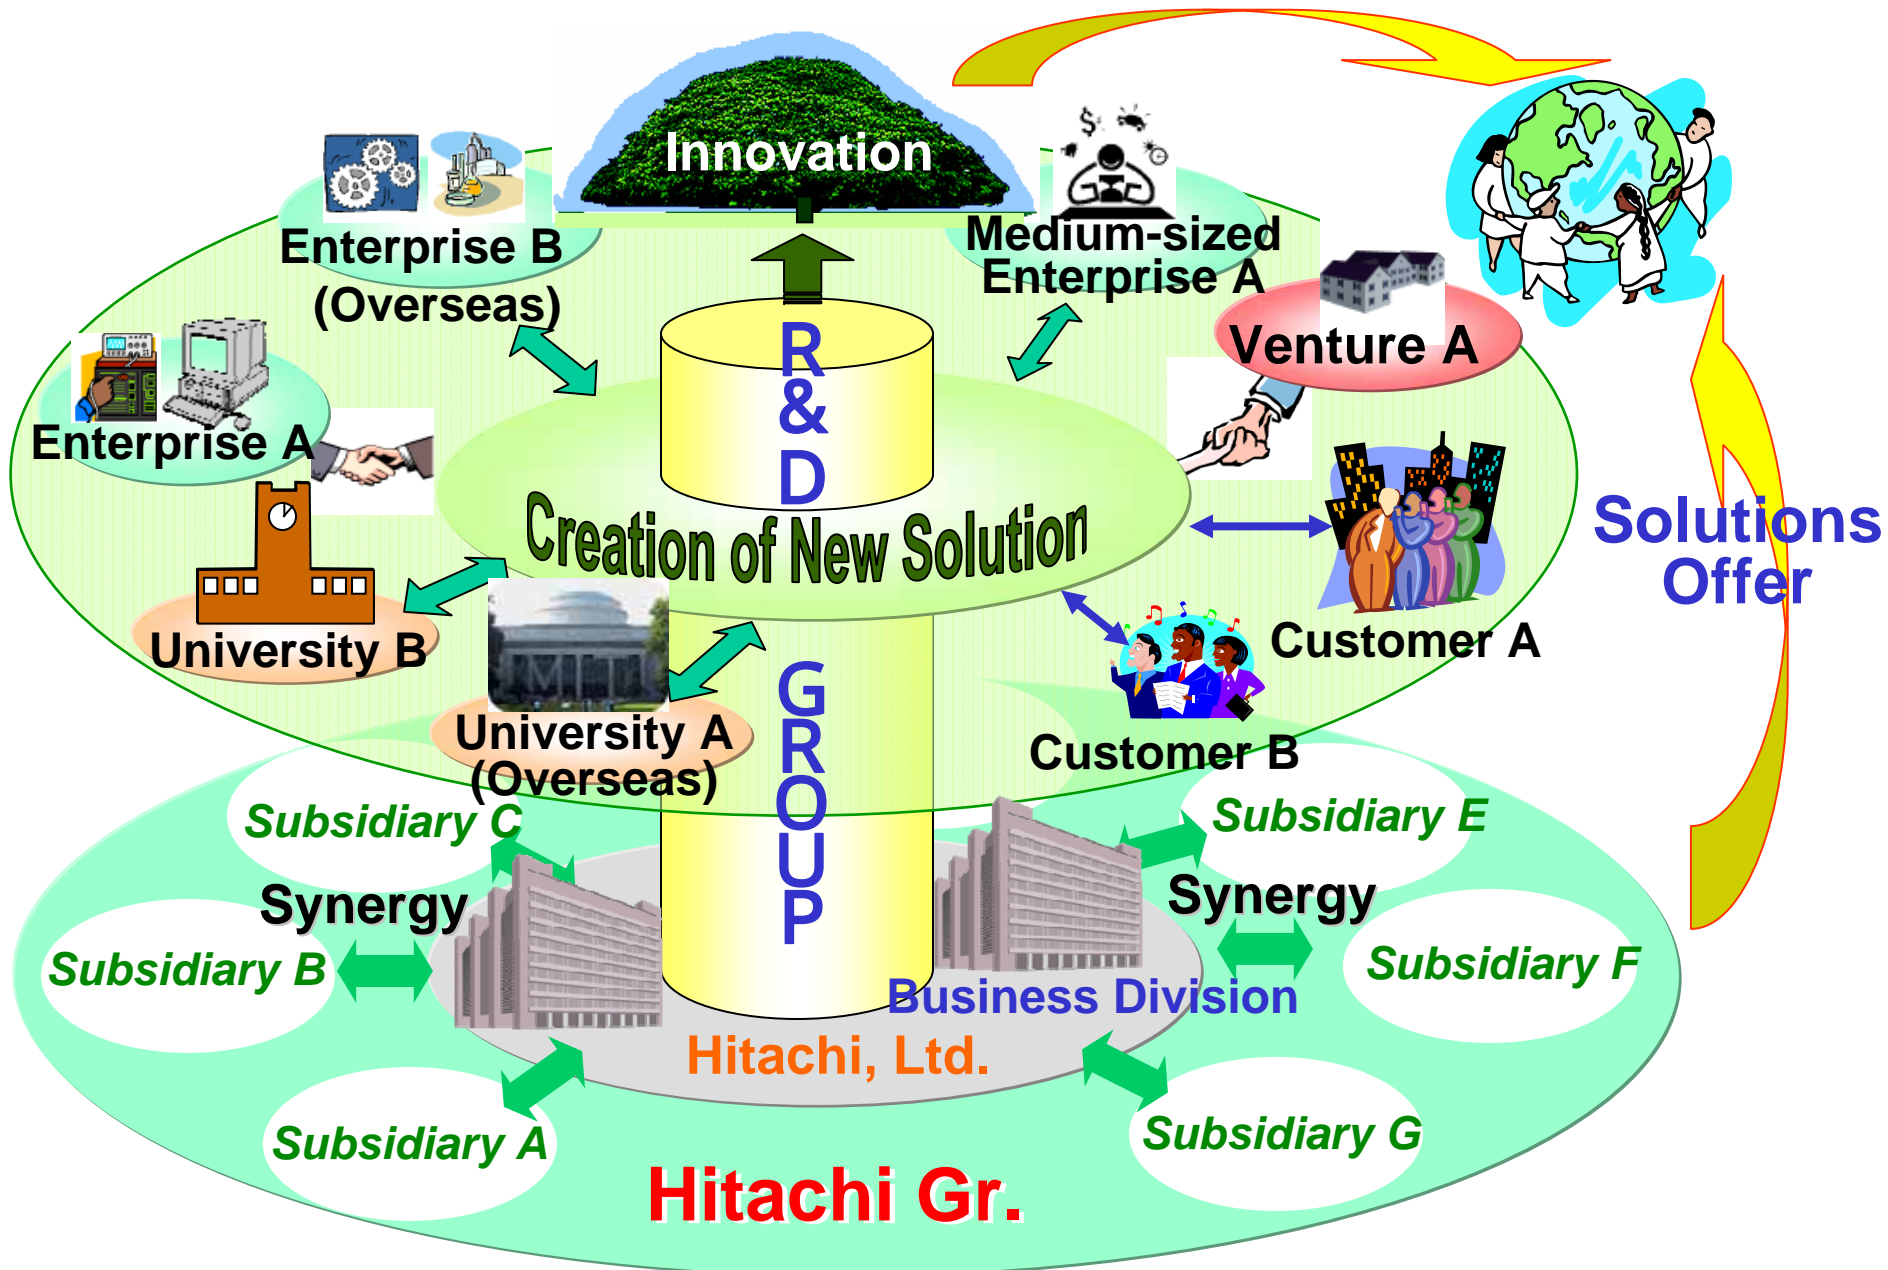 Innovation
Enterprise B
(Overseas)
Medium-sized
Enterprise A
Venture A
Enterprise A
R
&
D
Creation of New Solution
Solutions
Offer
University B
University A
(Overseas)
Customer A
Customer B
G
R
O
U
P
Subsidiary C
Subsidiary E
Synergy
Synergy
Subsidiary B
Subsidiary F
Business Division
Hitachi, Ltd.
Subsidiary A
Subsidiary G
Hitachi Gr.